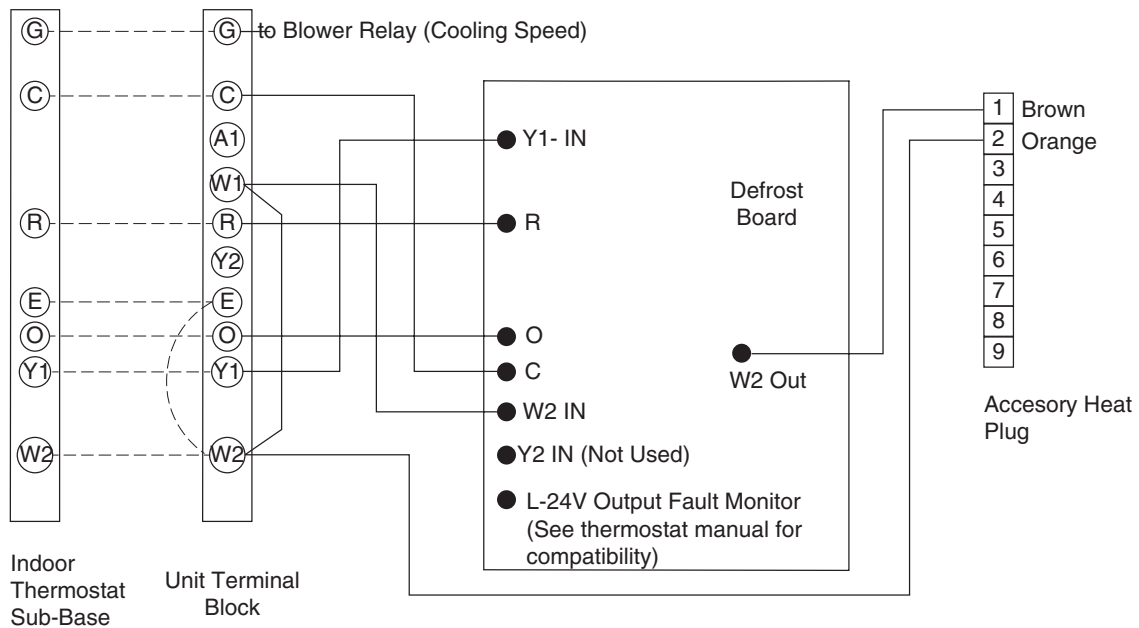 G
G
to Blower Relay (Cooling Speed)
C
C
A1
Y1- IN
W1
R
R
R
Defrost
Board
Y2
E
E
O
O
O
Y1
Y1
C
W2 Out
W2 IN
W2
W2
Y2 IN (Not Used)
L-24V Output Fault Monitor
(See thermostat manual for
compatibility)
1 Brown
2 Orange
3
4
5
6
7
8
9
Accesory Heat
Plug
Indoor
Thermostat
Sub-Base
Unit Terminal
Block